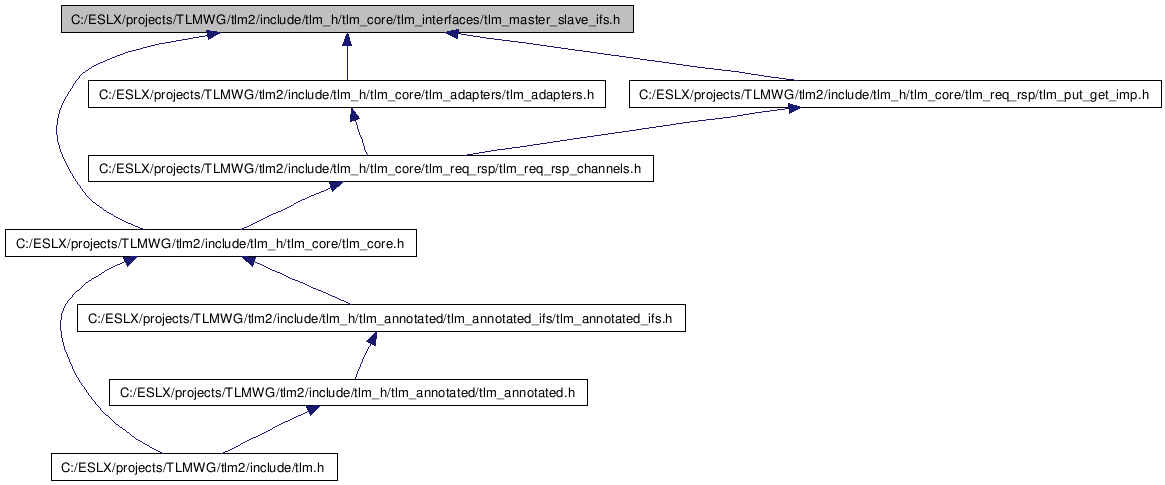 C:/ESLX/projects/TLMWG/tlm2/include/tlm_h/tlm_core/tlm_interfaces/tlm_master_slave_ifs.h
C:/ESLX/projects/TLMWG/tlm2/include/tlm_h/tlm_core/tlm_adapters/tlm_adapters.h
C:/ESLX/projects/TLMWG/tlm2/include/tlm_h/tlm_core/tlm_req_rsp/tlm_put_get_imp.h
C:/ESLX/projects/TLMWG/tlm2/include/tlm_h/tlm_core/tlm_req_rsp/tlm_req_rsp_channels.h
C:/ESLX/projects/TLMWG/tlm2/include/tlm_h/tlm_core/tlm_core.h
C:/ESLX/projects/TLMWG/tlm2/include/tlm_h/tlm_annotated/tlm_annotated_ifs/tlm_annotated_ifs.h
C:/ESLX/projects/TLMWG/tlm2/include/tlm_h/tlm_annotated/tlm_annotated.h
C:/ESLX/projects/TLMWG/tlm2/include/tlm.h